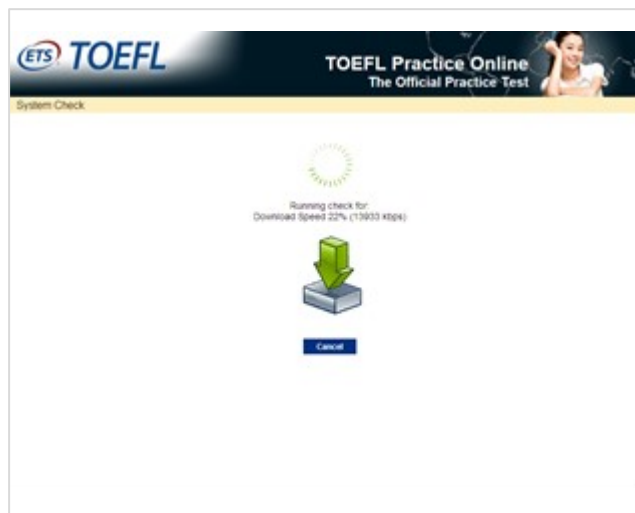 ETS TOEFL
TOEFL Practice Online
The Official Practice Test
System Check
Running check for:
Download Speed 22% (13933 kbps)
Cancel